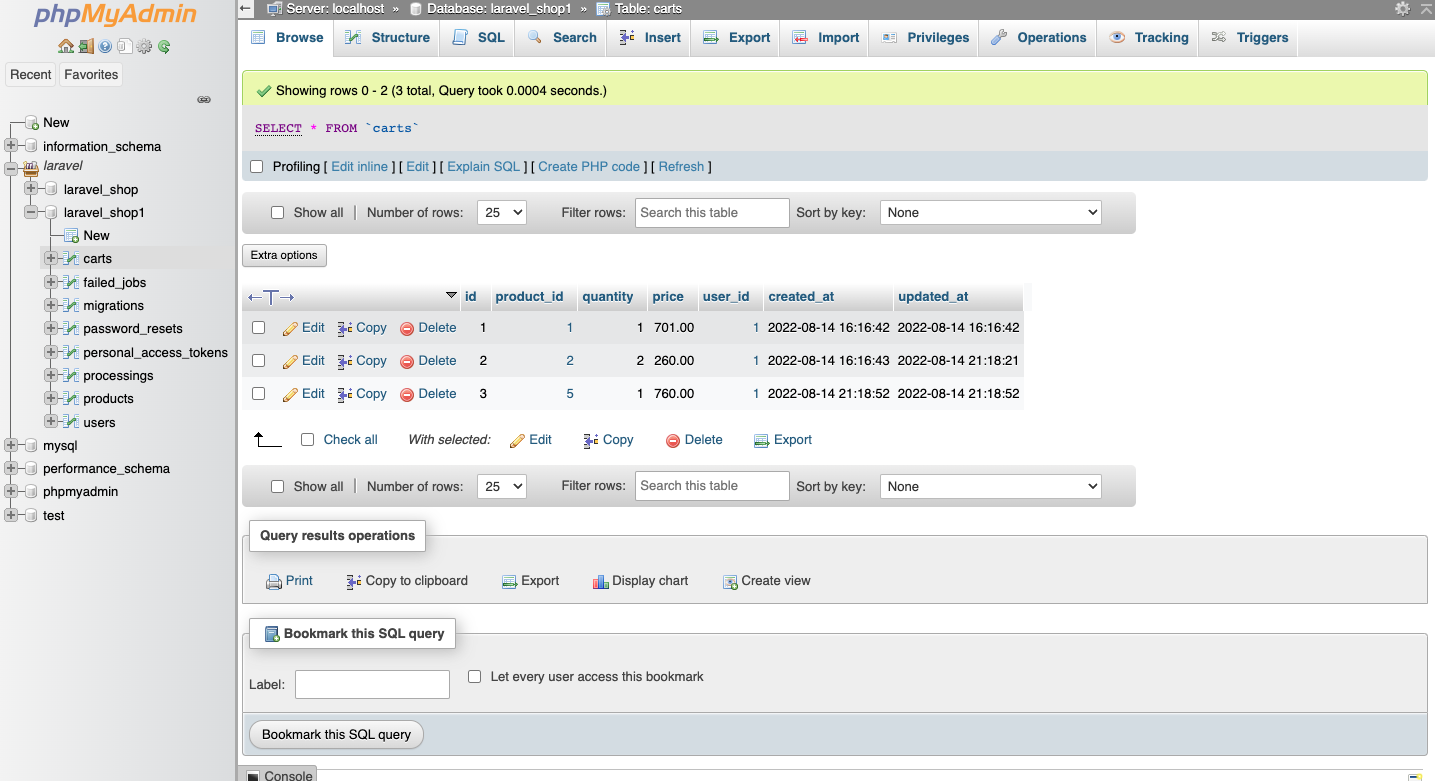 phpMyAdmin
Recent Favorites
New
information_schema
laravel
laravel_shop
laravel_shop1
New
carts
failed_jobs
migrations
password_resets
personal_access_tokens
processings
products
users
mysql
performance_schema
phpmyadmin
test
Server: localhost » Database: laravel_shop1 » Table: carts
Browse Structure SQL Search Insert Export Import Privileges Operations Tracking Triggers
Showing rows 0 - 2 (3 total, Query took 0.0004 seconds.)
SELECT * FROM `carts`
Profiling [ Edit inline ] [ Edit ] [ Explain SQL ] [ Create PHP code ] [ Refresh ]
Show all | Number of rows: 25 Filter rows: Search this table Sort by key: None
Extra options
←T→ id product_id quantity price user_id created_at updated_at
Edit Copy Delete 1 1 1 701.00 1 2022-08-14 16:16:42 2022-08-14 16:16:42
Edit Copy Delete 2 2 2 260.00 1 2022-08-14 16:16:43 2022-08-14 21:18:21
Edit Copy Delete 3 5 1 760.00 1 2022-08-14 21:18:52 2022-08-14 21:18:52
Check all With selected: Edit Copy Delete Export
Show all | Number of rows: 25 Filter rows: Search this table Sort by key: None
Query results operations
Print Copy to clipboard Export Display chart Create view
Bookmark this SQL query
Label: Let every user access this bookmark
Bookmark this SQL query
Console